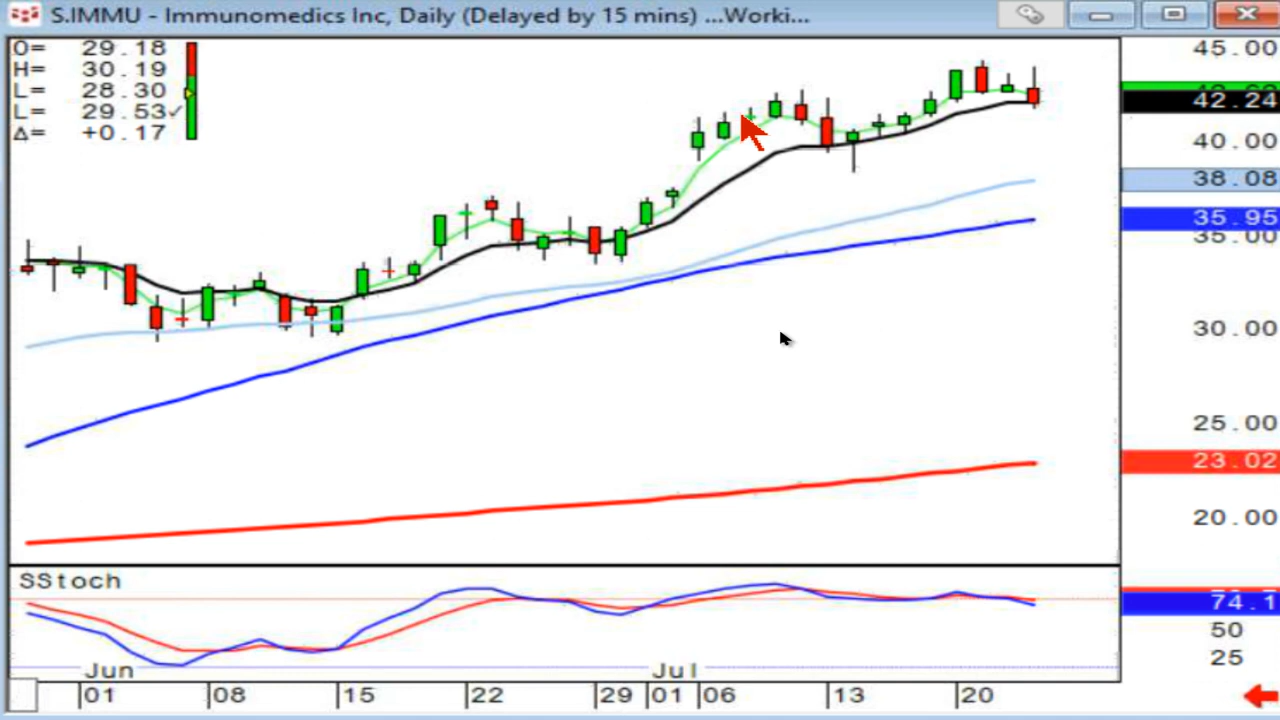 S.IMMU - Immunomedics Inc, Daily (Delayed by 15 mins) ...Worki...
O= 29.18
H= 30.19
L= 28.30
L= 29.53✓
Δ= +0.17
45.00
42.24
40.00
38.08
35.95
35.00
30.00
25.00
23.02
20.00
SStoch
74.1
50
25
Jun Jul
01 08 15 22 29 01 06 13 20